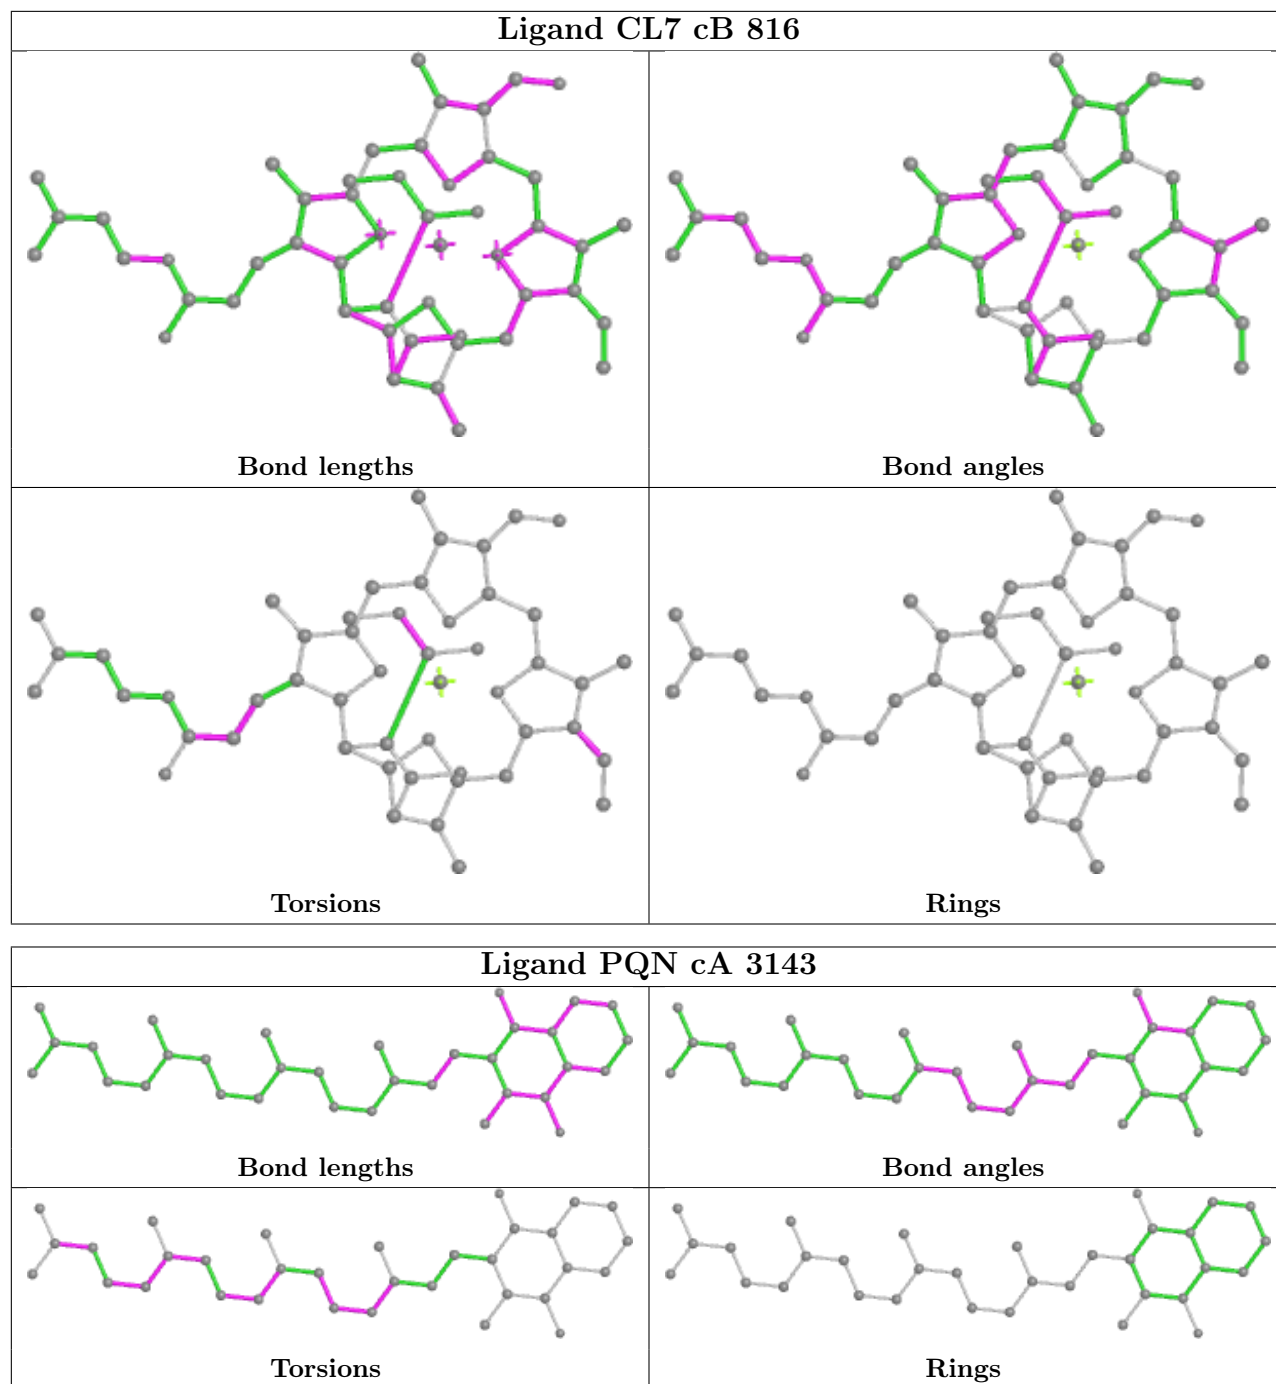 Ligand CL7 cB 816
Bond lengths
Bond angles
Torsions
Rings
Ligand PQN cA 3143
Bond lengths
Bond angles
Torsions
Rings